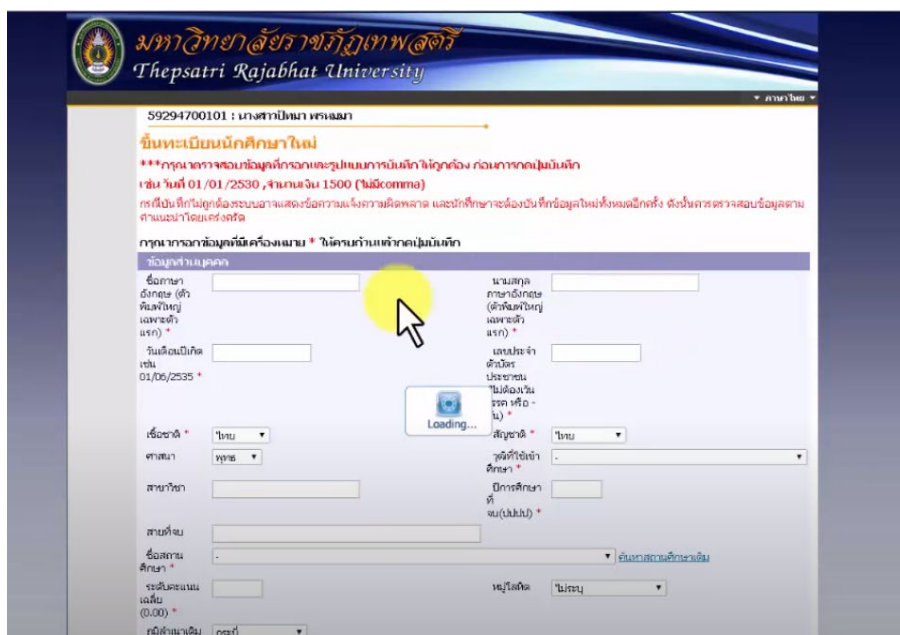 มหาวิทยาลัยราชภัฏเทพสตรี
Thepsatri Rajabhat University
ภาษาไทย
59294700101 : นางสาวปัทมา พรหมมา
ขึ้นทะเบียนนักศึกษาใหม่
***กรุณาตรวจสอบข้อมูลที่กรอกและรูปแบบการบันทึกให้ถูกต้อง ก่อนการกดปุ่มบันทึก
เช่น วันที่ 01/01/2530 ,จำนวนเงิน 1500 (ไม่มีcomma)
กรณีบันทึกไม่ถูกต้องระบบอาจแสดงข้อความแจ้งความผิดพลาด และนักศึกษาจะต้องบันทึกข้อมูลใหม่ทั้งหมดอีกครั้ง ดังนั้นควรตรวจสอบข้อมูลตาม
คำแนะนำโดยเคร่งครัด
กรุณากรอกข้อมูลที่มีเครื่องหมาย * ให้ครบถ้วนแล้วกดปุ่มบันทึก
ข้อมูลส่วนบุคคล
ชื่อภาษา
อังกฤษ (ตัว
พิมพ์ใหญ่
เฉพาะตัว
แรก) *
นามสกุล
ภาษาอังกฤษ
(ตัวพิมพ์ใหญ่
เฉพาะตัว
แรก) *
วันเดือนปีเกิด
เช่น
01/06/2535 *
เลขประจำ
ตัวบัตร
ประชาชน
(ไม่ต้องเว้น
วรรค หรือ -
คั่น) *
Loading...
เชื้อชาติ * ไทย
สัญชาติ * ไทย
ศาสนา พุทธ
วุฒิที่ใช้เข้า
ศึกษา * -
สาขาวิชา
ปีการศึกษา
ที่
จบ(ปปปป) *
สายที่จบ
ชื่อสถาน
ศึกษา * -
ค้นหาสถานศึกษาเดิม
ระดับคะแนน
เฉลี่ย
(0.00) *
หมู่โลหิต ไม่ระบุ
ภูมิลำเนาเดิม กระบี่